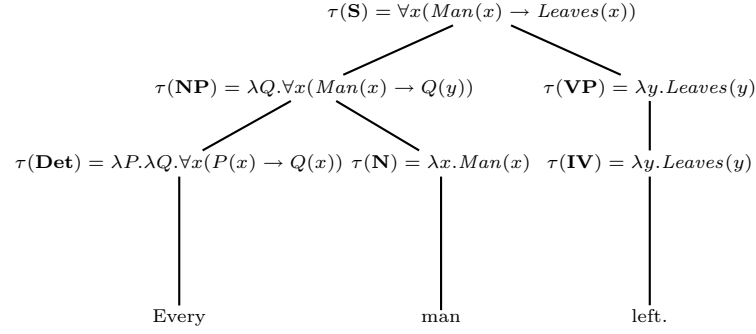 τ(S) = ∀x(Man(x) → Leaves(x))
τ(NP) = λQ.∀x(Man(x) → Q(y)) τ(VP) = λy.Leaves(y)
τ(Det) = λP.λQ.∀x(P(x) → Q(x)) τ(N) = λx.Man(x) τ(IV) = λy.Leaves(y)
Every man left.